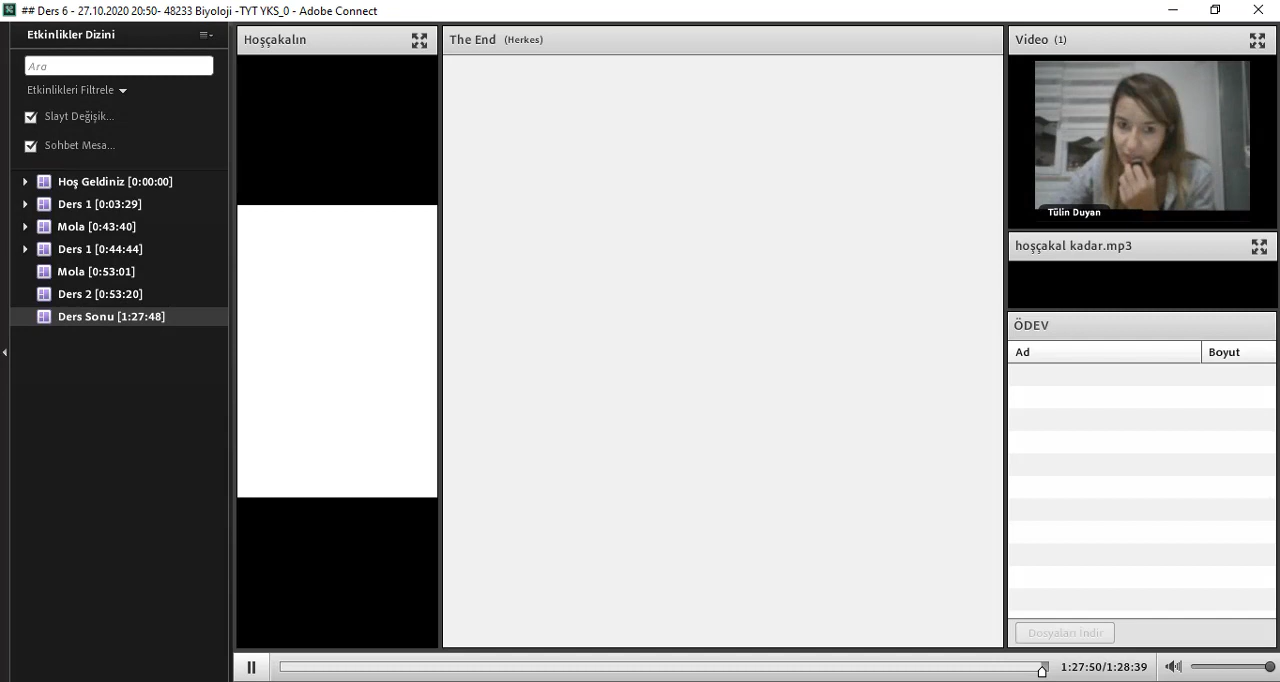 ## Ders 6 - 27.10.2020 20:50- 48233 Biyoloji -TYT YKS_0 - Adobe Connect
Etkinlikler Dizini
Ara
Etkinlikleri Filtrele
Slayt Değişik...
Sohbet Mesa...
Hoş Geldiniz [0:00:00]
Ders 1 [0:03:29]
Mola [0:43:40]
Ders 1 [0:44:44]
Mola [0:53:01]
Ders 2 [0:53:20]
Ders Sonu [1:27:48]
Hoşçakalın
The End (Herkes)
Video (1)
Tülin Duyan
hoşçakal kadar.mp3
ÖDEV
Ad Boyut
Dosyaları İndir
1:27:50/1:28:39